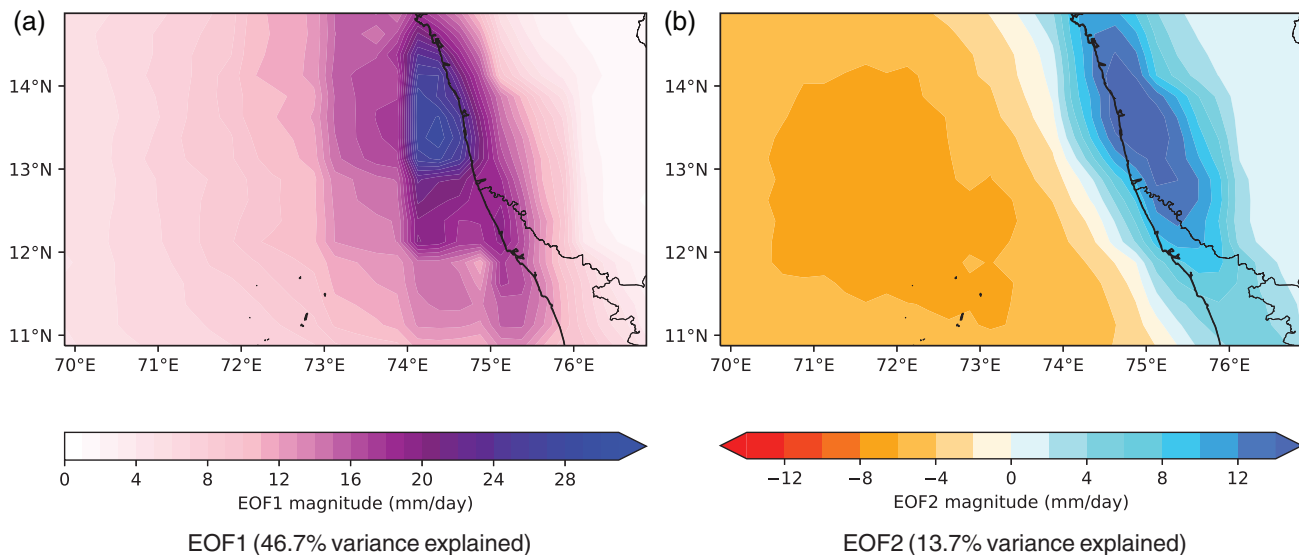 (a)
14°N
13°N
12°N
11°N
70°E 71°E 72°E 73°E 74°E 75°E 76°E
0 4 8 12 16 20 24 28
EOF1 magnitude (mm/day)
EOF1 (46.7% variance explained)
(b)
14°N
13°N
12°N
11°N
70°E 71°E 72°E 73°E 74°E 75°E 76°E
−12 −8 −4 0 4 8 12
EOF2 magnitude (mm/day)
EOF2 (13.7% variance explained)